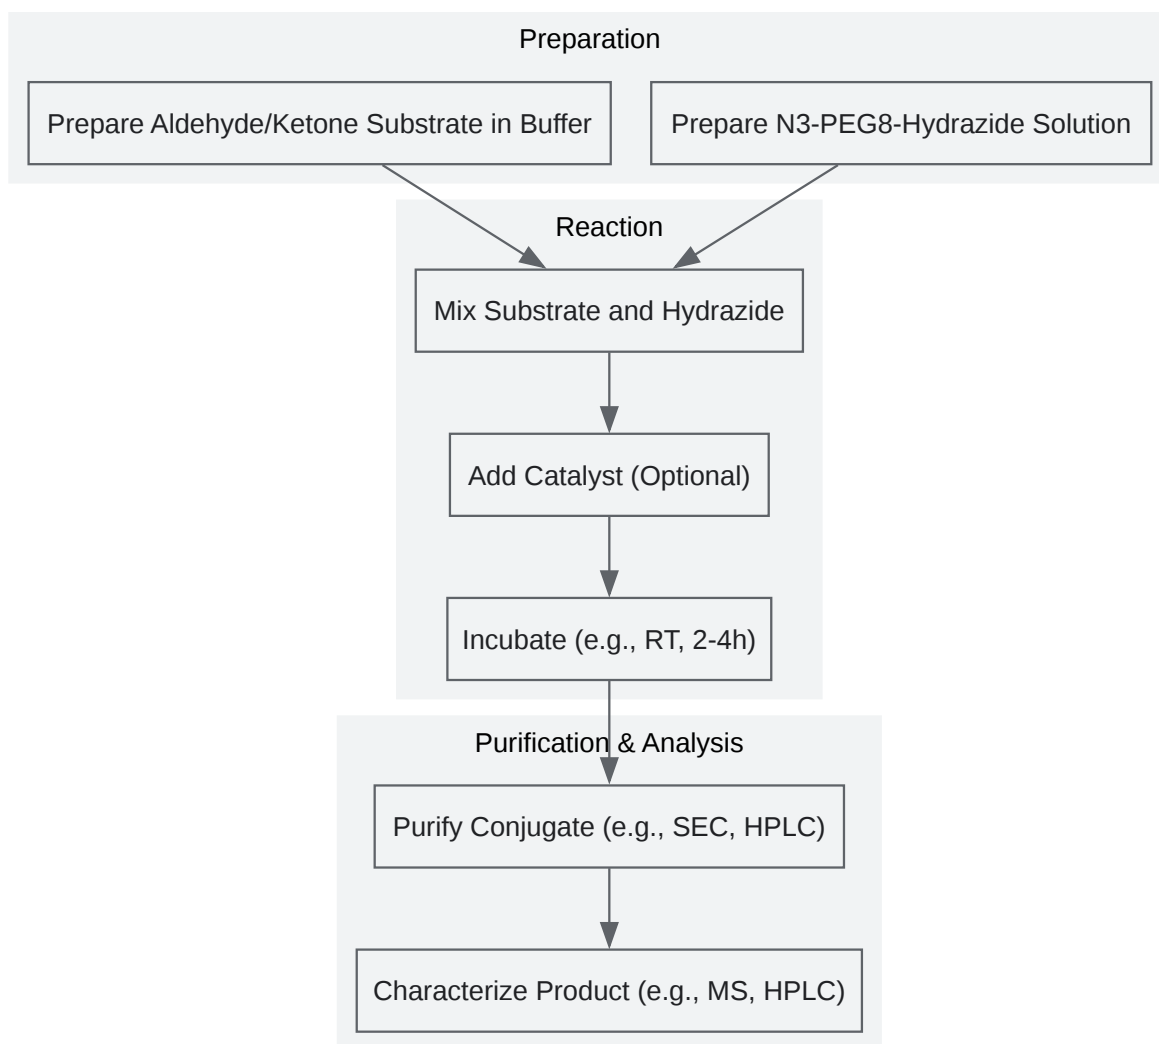 Preparation
Prepare Aldehyde/Ketone Substrate in Buffer
Prepare N3-PEG8-Hydrazide Solution
Reaction
Mix Substrate and Hydrazide
Add Catalyst (Optional)
Incubate (e.g., RT, 2-4h)
Purification & Analysis
Purify Conjugate (e.g., SEC, HPLC)
Characterize Product (e.g., MS, HPLC)